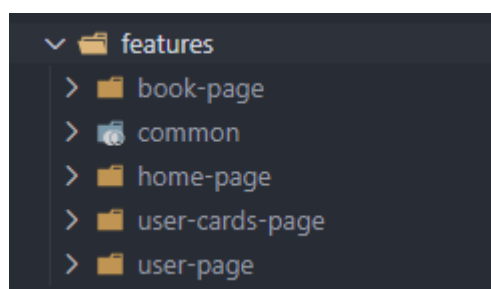 features
book-page
common
home-page
user-cards-page
user-page